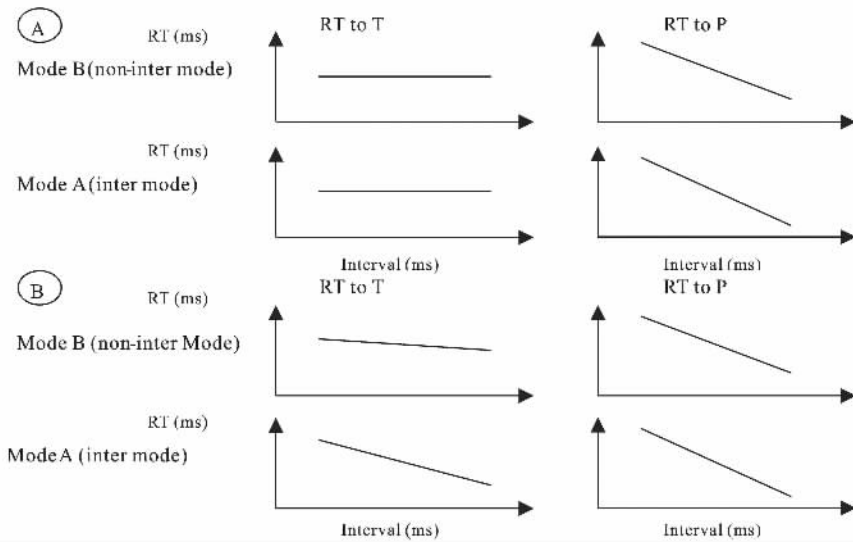 A
RT (ms)
RT to T
RT to P
Mode B(non-inter mode)
RT (ms)
Mode A(inter mode)
Interval (ms)
Interval (ms)
B
RT (ms)
RT to T
RT to P
Mode B (non-inter Mode)
RT (ms)
ModeA (inter mode)
Interval (ms)
Interval (ms)